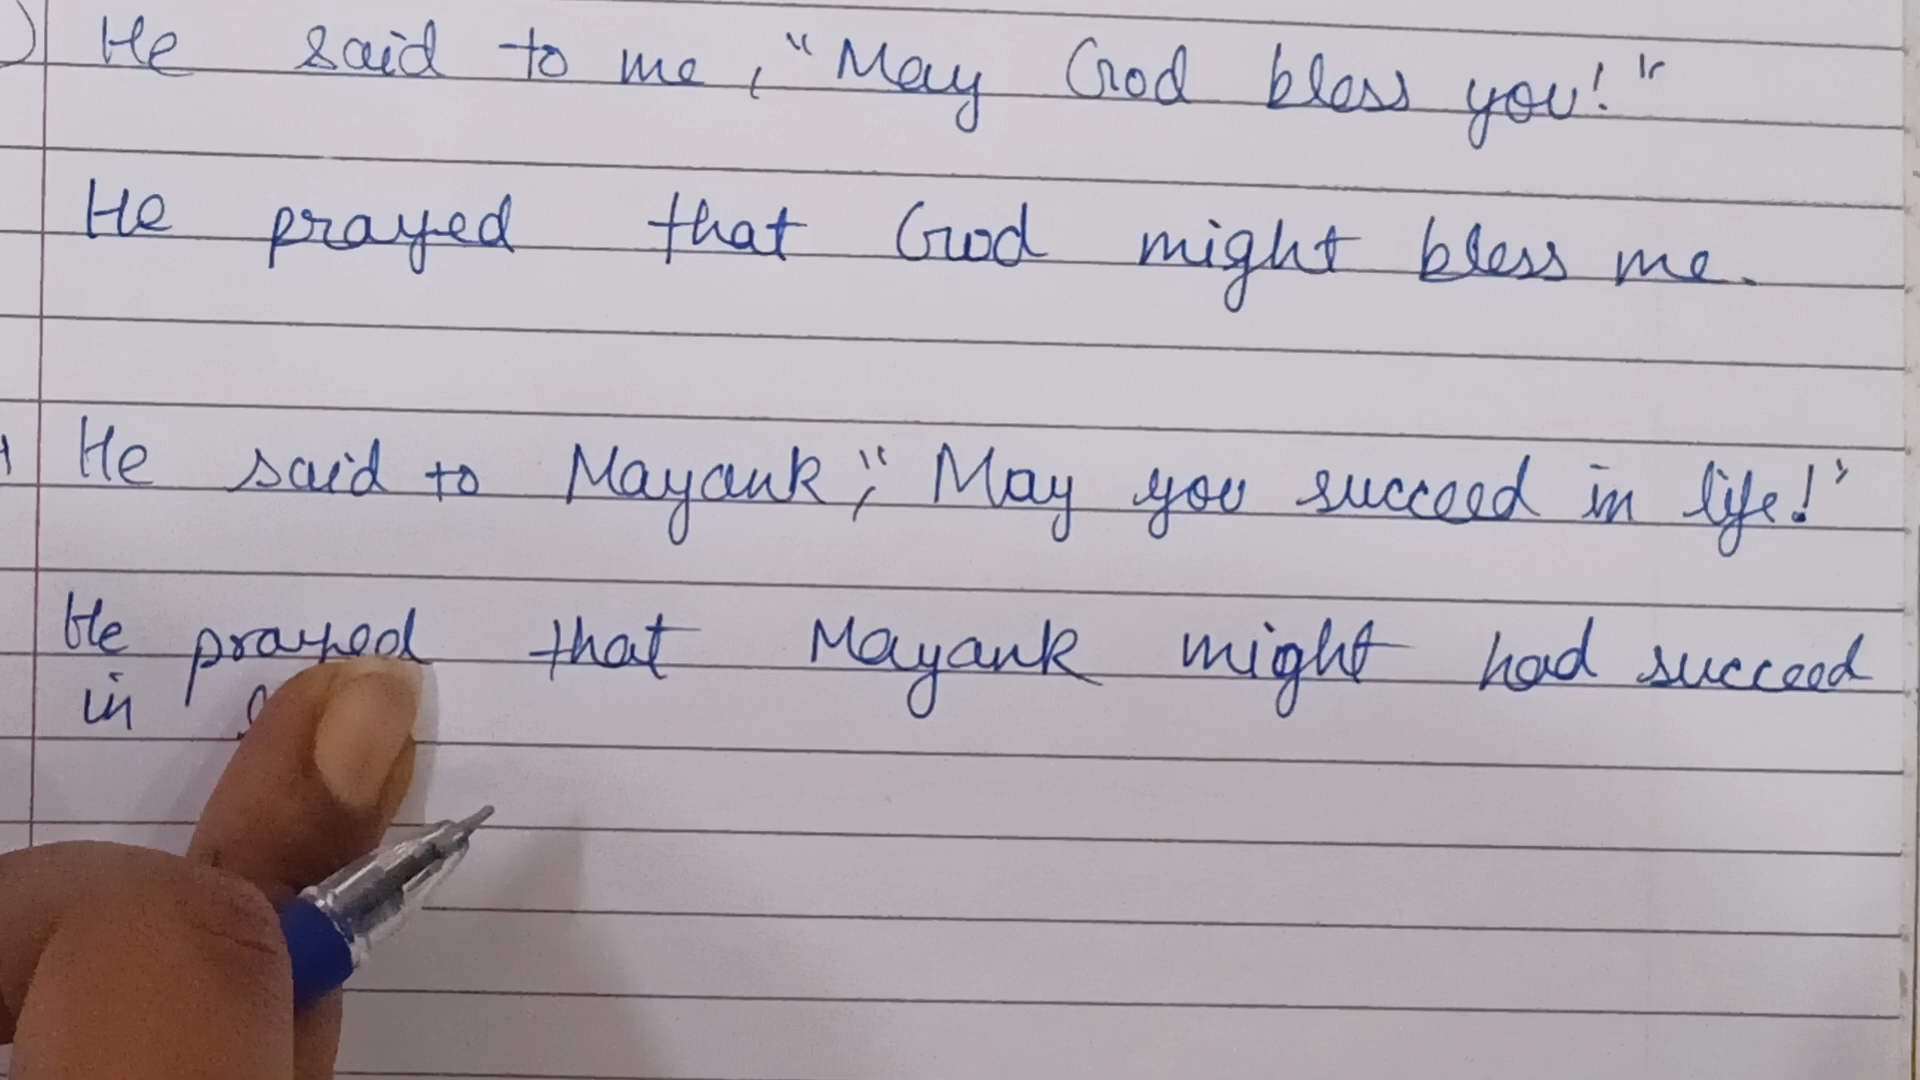 He said to me, "May God bless you!"
He prayed that God might bless me.
He said to Mayank, "May you succeed in life!"
He prayed that Mayank might had succeed
in